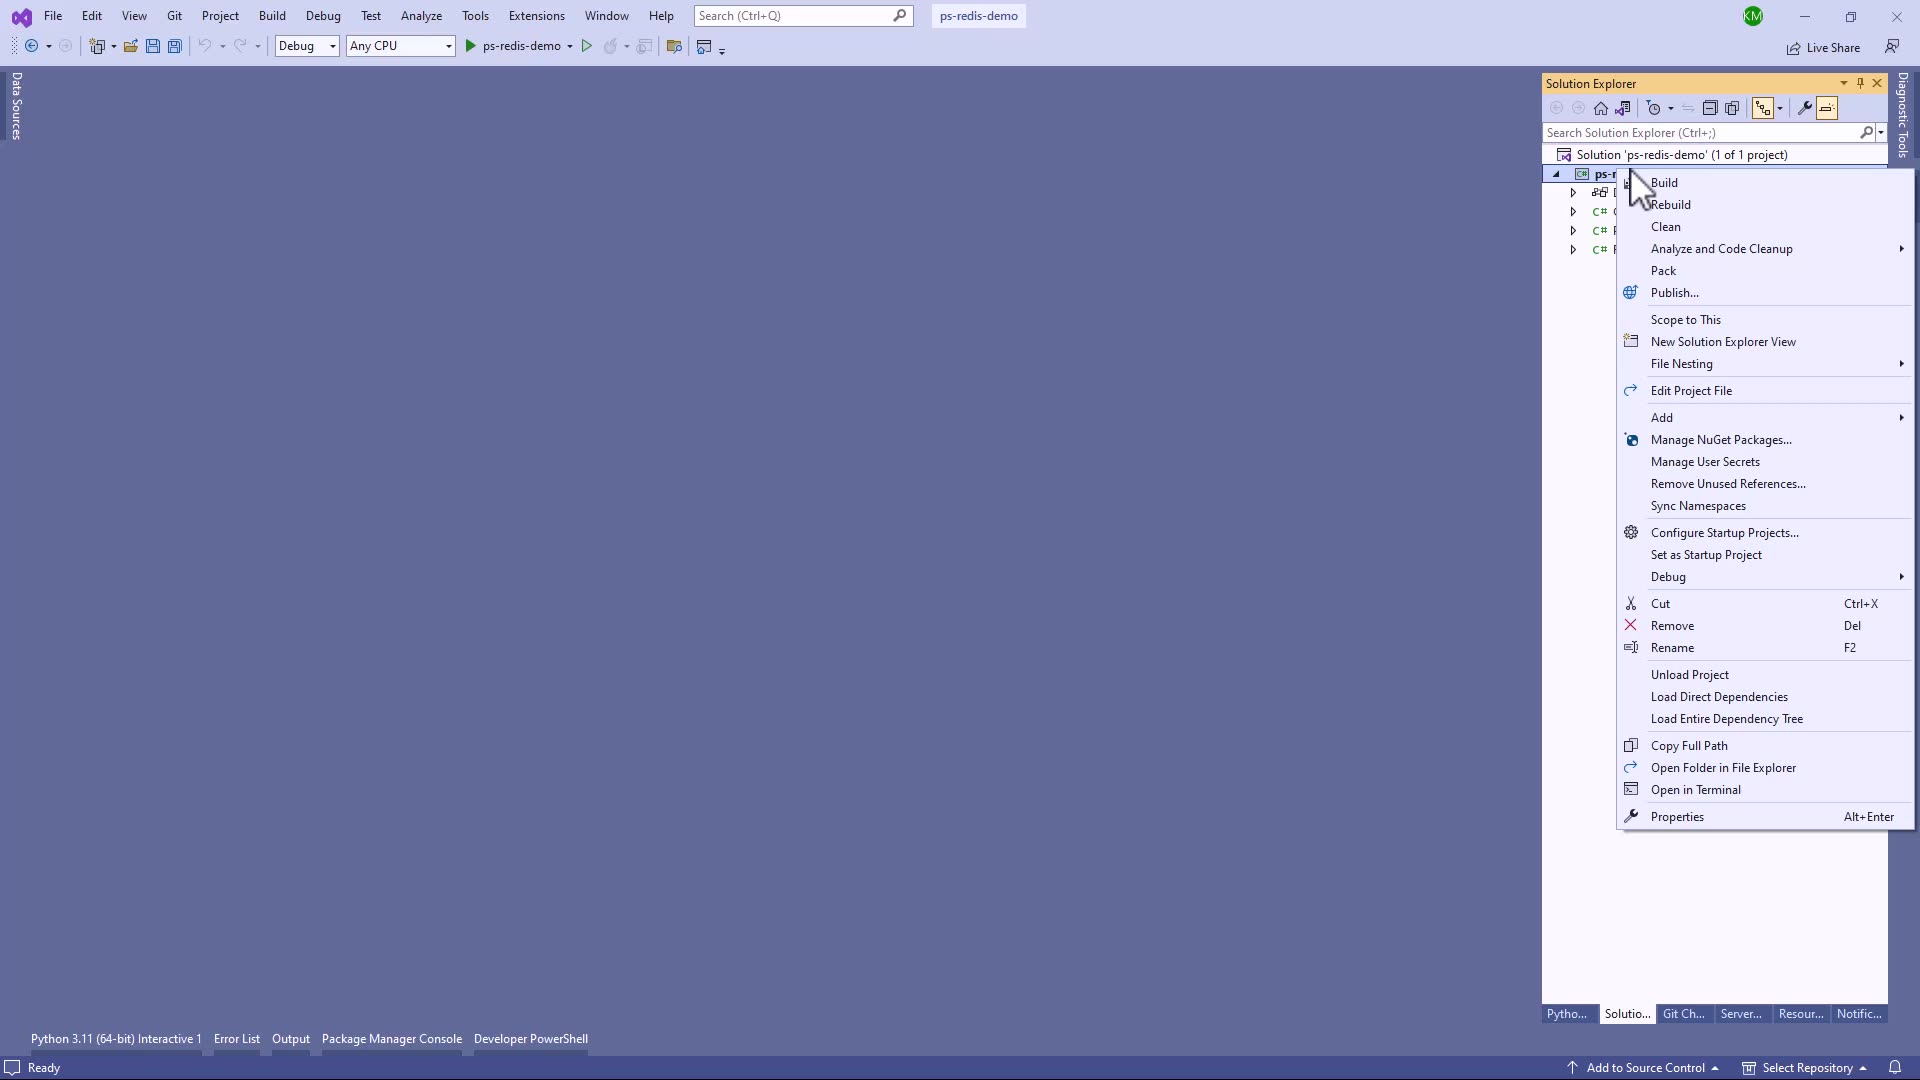 File Edit View Git Project Build Debug Test Analyze Tools Extensions Window Help Search (Ctrl+Q) ps-redis-demo KM
Debug Any CPU ps-redis-demo Live Share
Data Sources
Diagnostic Tools
Solution Explorer
Search Solution Explorer (Ctrl+;)
Solution 'ps-redis-demo' (1 of 1 project)
C# ps-r
C#
C#
C#
Build
Rebuild
Clean
Analyze and Code Cleanup
Pack
Publish...
Scope to This
New Solution Explorer View
File Nesting
Edit Project File
Add
Manage NuGet Packages...
Manage User Secrets
Remove Unused References...
Sync Namespaces
Configure Startup Projects...
Set as Startup Project
Debug
Cut Ctrl+X
Remove Del
Rename F2
Unload Project
Load Direct Dependencies
Load Entire Dependency Tree
Copy Full Path
Open Folder in File Explorer
Open in Terminal
Properties Alt+Enter
Pytho... Solutio... Git Ch... Server... Resour... Notific...
Python 3.11 (64-bit) Interactive 1 Error List Output Package Manager Console Developer PowerShell
Ready Add to Source Control Select Repository